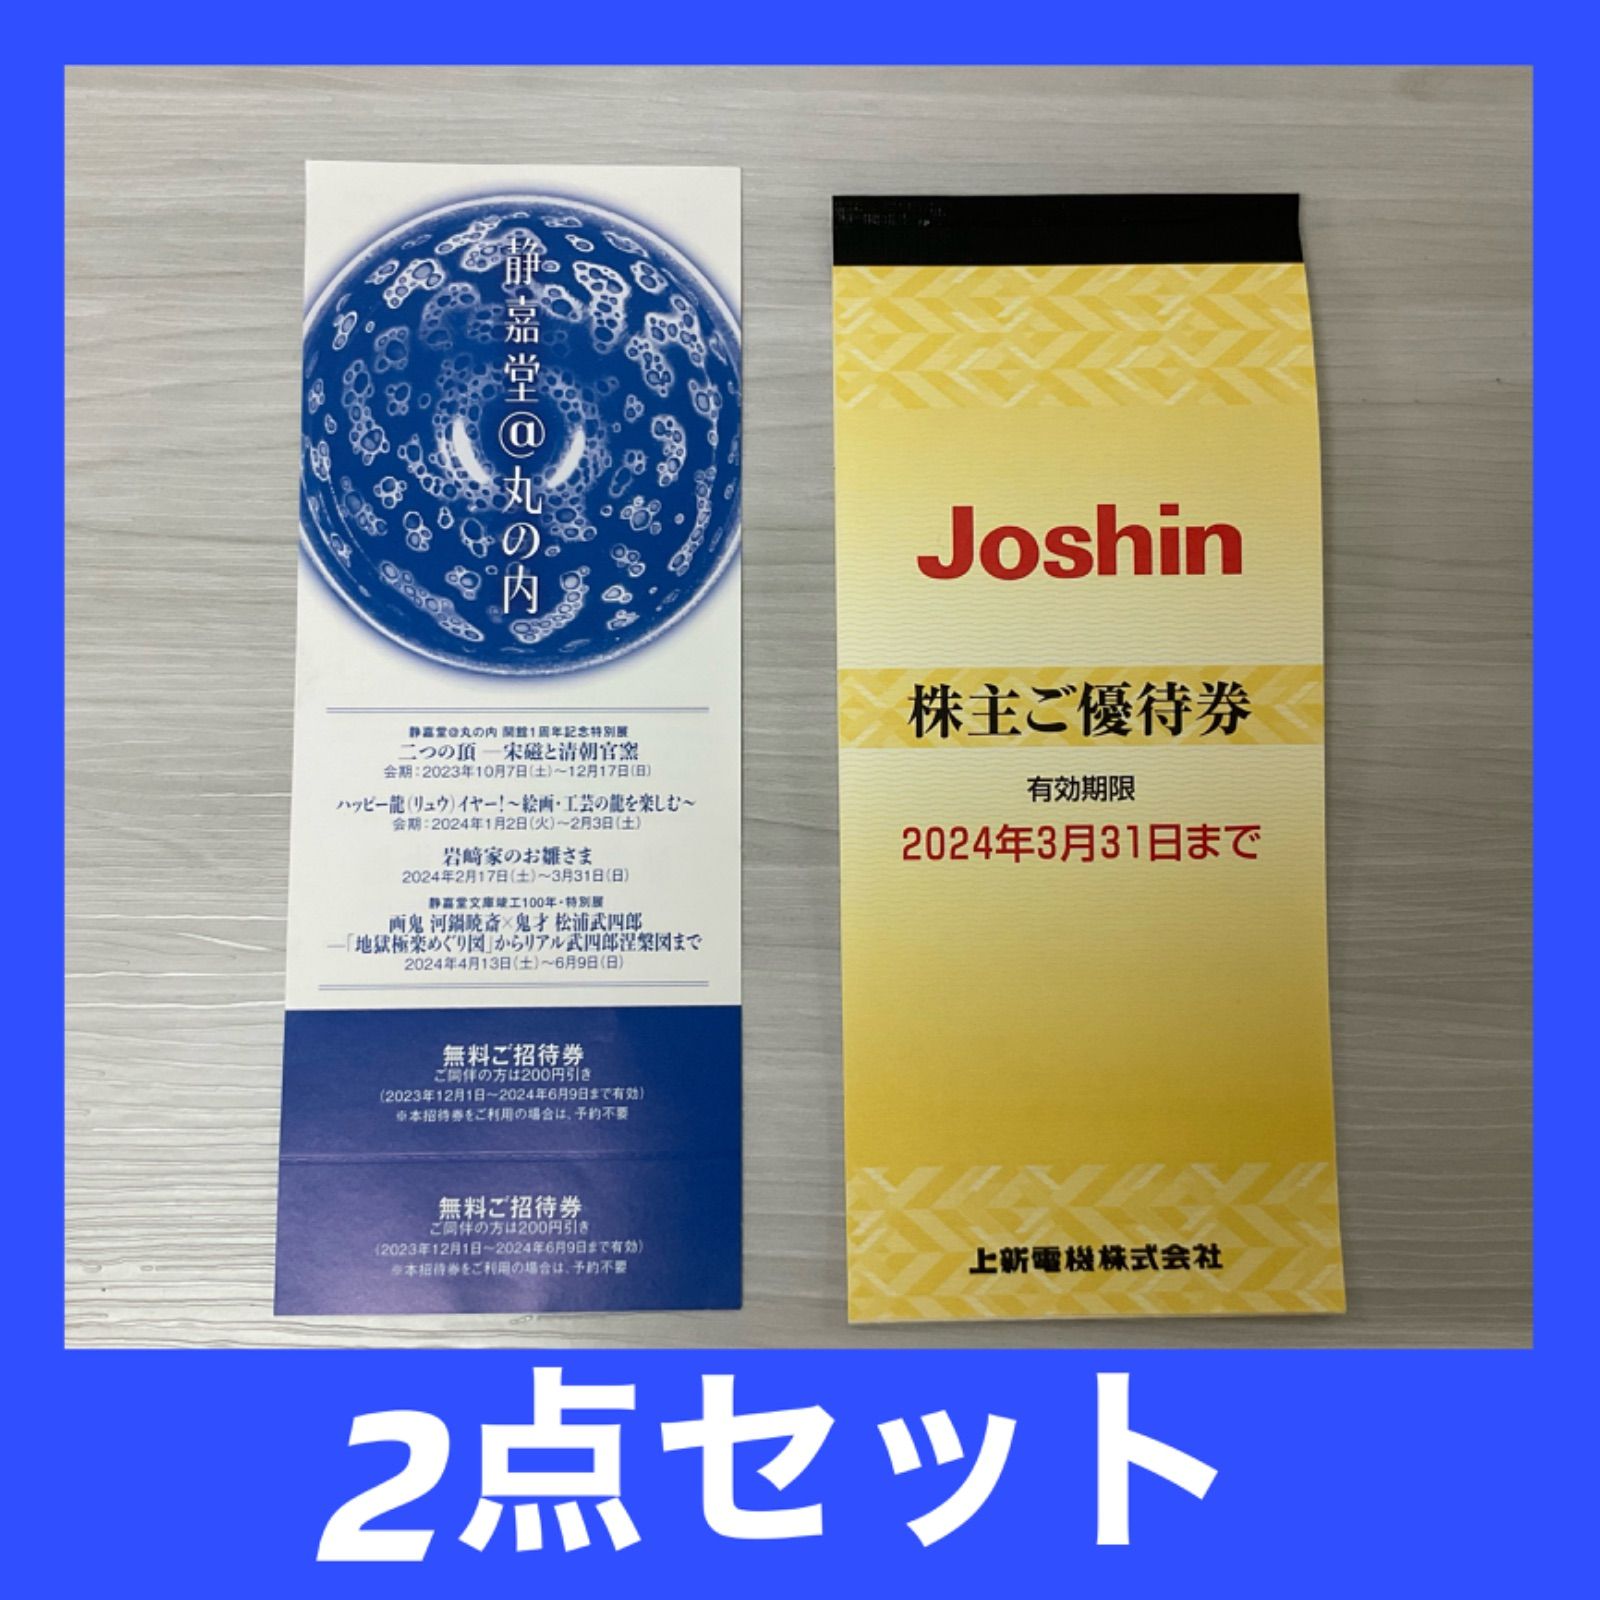 静嘉堂@丸の内
静嘉堂@丸の内 開館1周年記念特別展
二つの頂 ―宋磁と清朝官窯
会期：2023年10月7日(土)～12月17日(日)
ハッピー龍(リュウ)イヤー！～絵画・工芸の龍を楽しむ～
会期：2024年1月2日(火)～2月3日(土)
岩﨑家のお雛さま
2024年2月17日(土)～3月31日(日)
静嘉堂文庫竣工100年・特別展
画鬼 河鍋暁斎×鬼才 松浦武四郎
―「地獄極楽めぐり図」からリアル武四郎涅槃図まで
2024年4月13日(土)～6月9日(日)
無料ご招待券
ご同伴の方は200円引き
(2023年12月1日～2024年6月9日まで有効)
※本招待券をご利用の場合は、予約不要
無料ご招待券
ご同伴の方は200円引き
(2023年12月1日～2024年6月9日まで有効)
※本招待券をご利用の場合は、予約不要
Joshin
株主ご優待券
有効期限
2024年3月31日まで
上新電機株式会社
2点セット